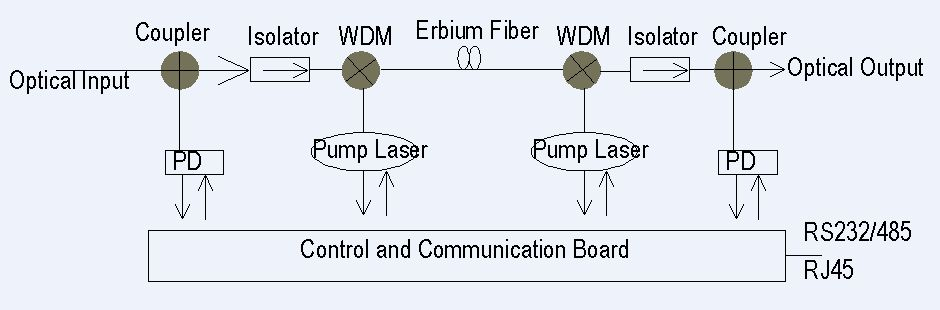 Coupler
Isolator
WDM
Erbium Fiber
WDM
Isolator
Coupler
Optical Input
Optical Output
PD
Pump Laser
Pump Laser
PD
Control and Communication Board
RS232/485
RJ45